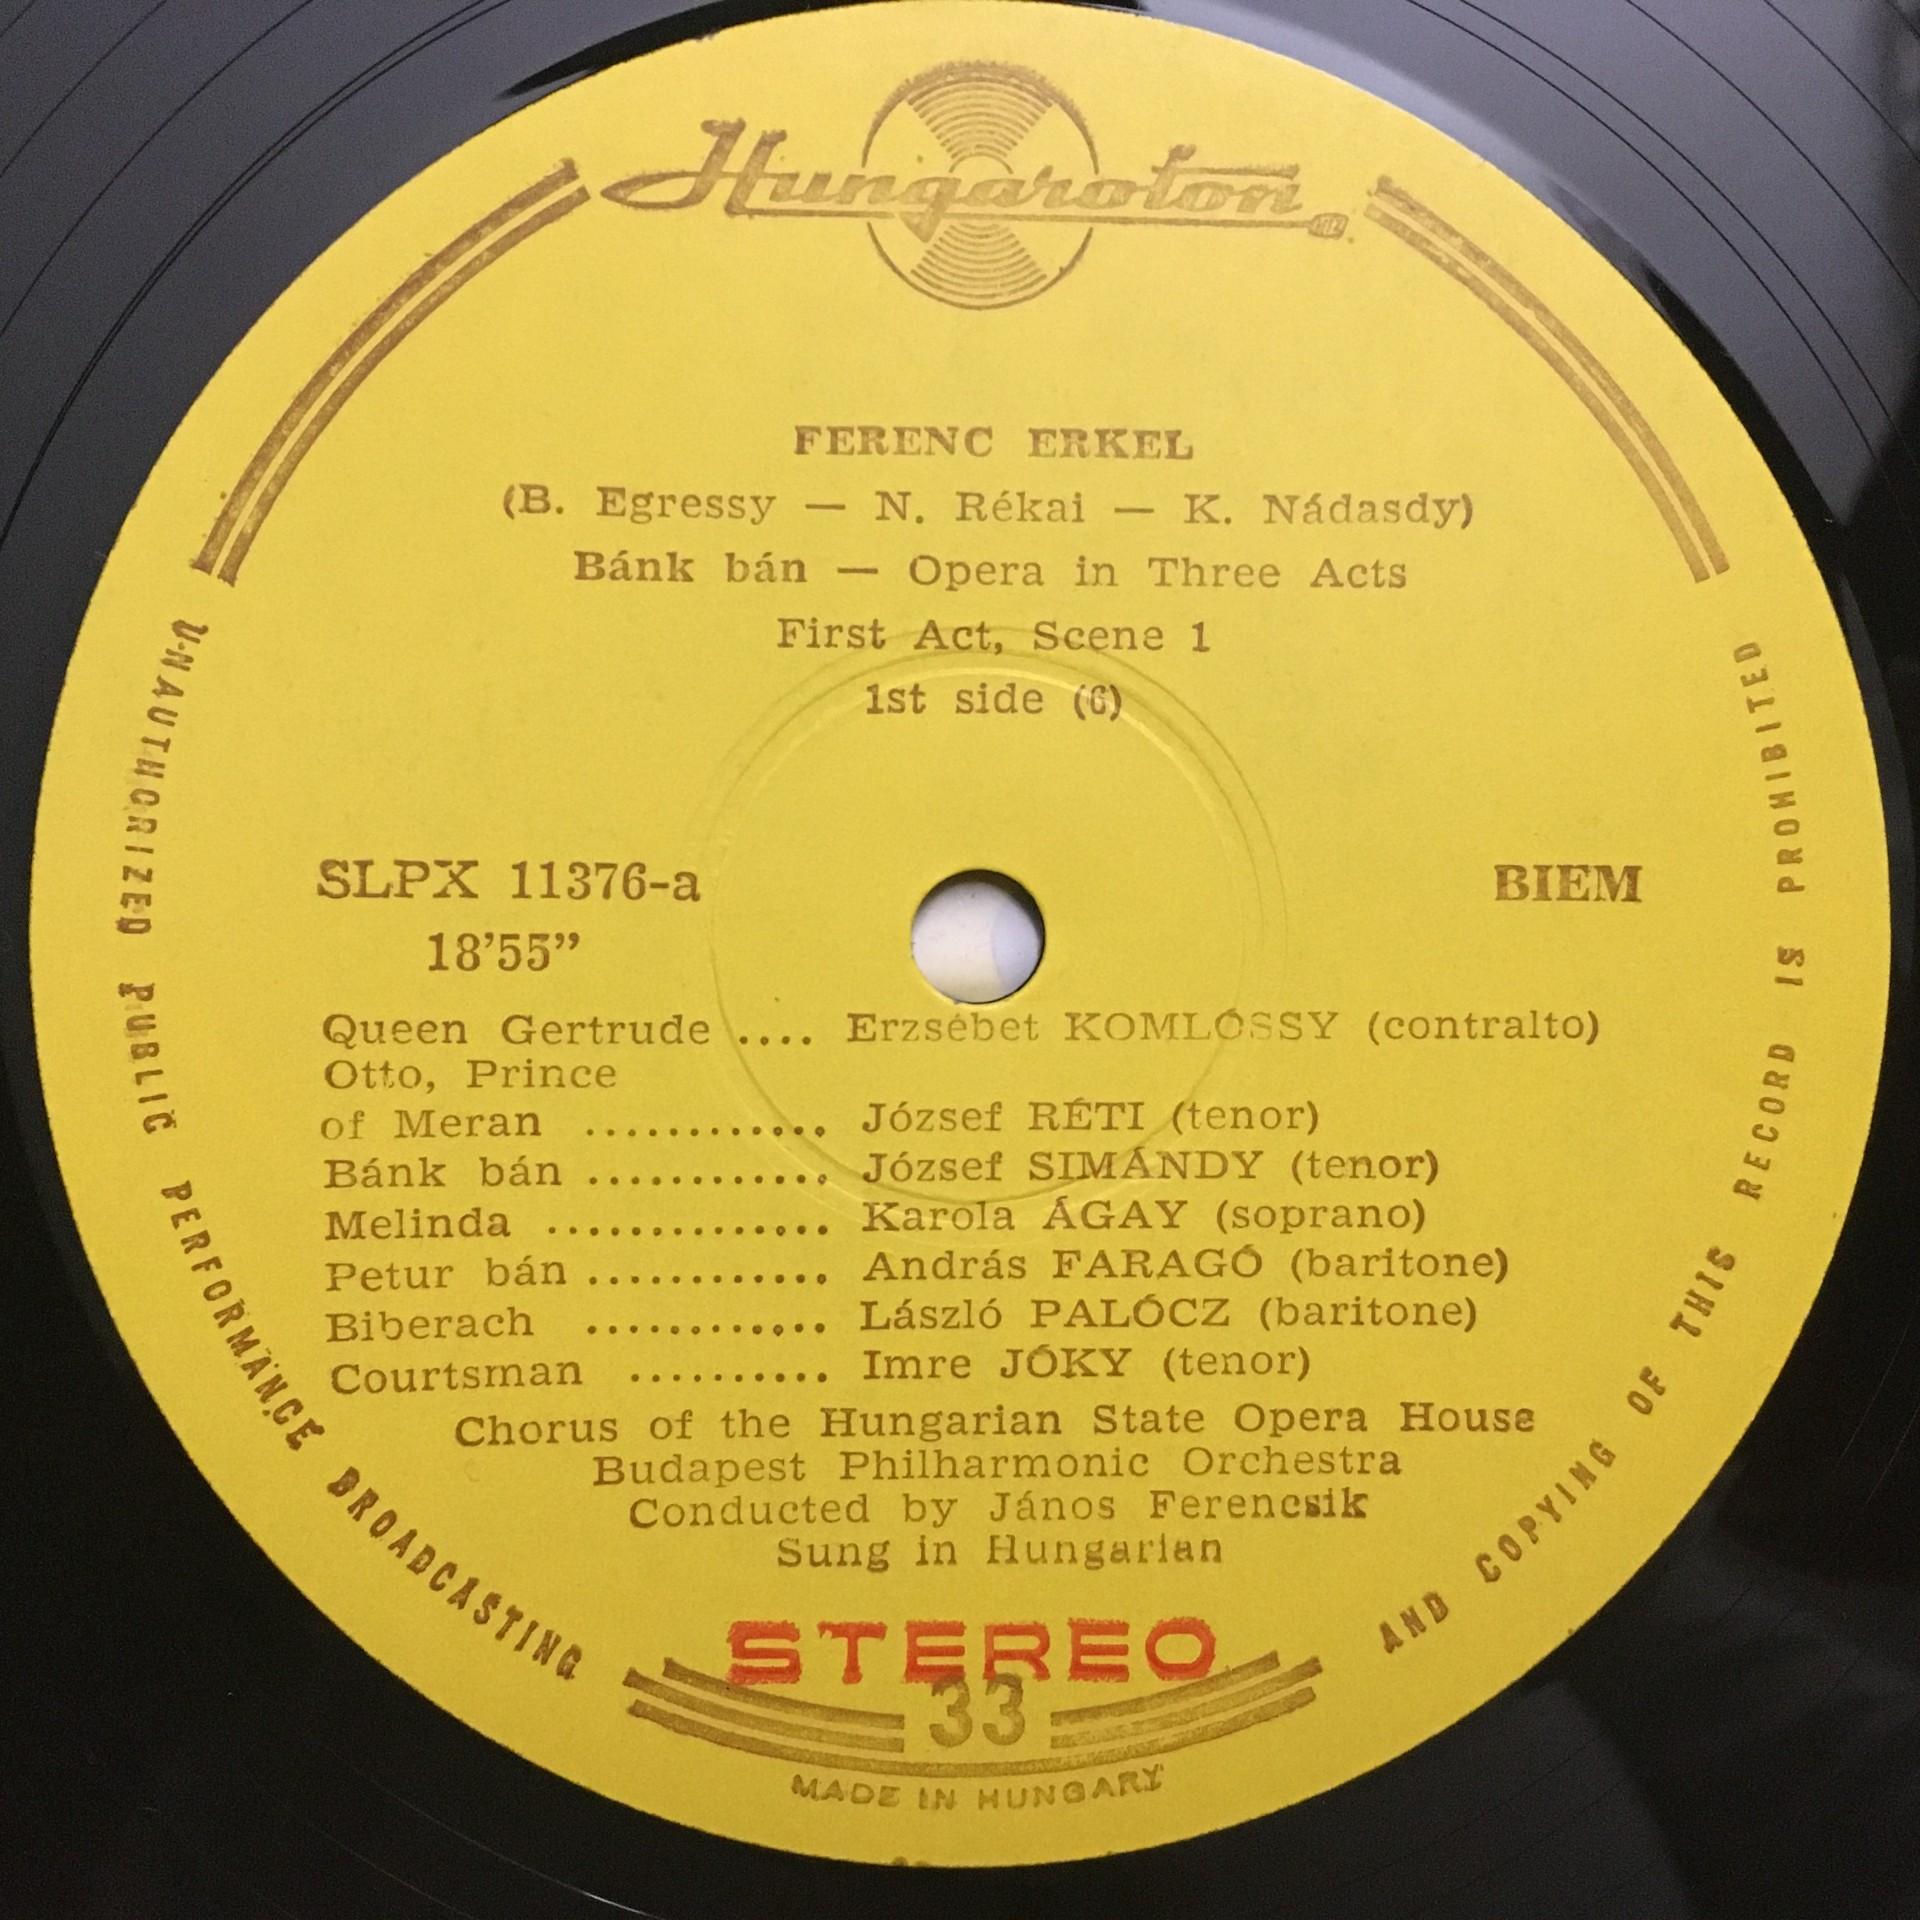 Hungaroton
FERENC ERKEL
(B. Egressy — N. Rékai — K. Nádasdy)
Bánk bán — Opera in Three Acts
First Act, Scene 1
1st side (6)
SLPX 11376-a
BIEM
18’55”
Queen Gertrude .... Erzsébet KOMLÓSSY (contralto)
Otto, Prince
of Meran ............ József RÉTI (tenor)
Bánk bán ............ József SIMÁNDY (tenor)
Melinda .............. Karola ÁGAY (soprano)
Petur bán ............ András FARAGÓ (baritone)
Biberach ............ László PALÓCZ (baritone)
Courtsman .......... Imre JÓKY (tenor)
Chorus of the Hungarian State Opera House
Budapest Philharmonic Orchestra
Conducted by János Ferencsik
Sung in Hungarian
STEREO
33
MADE IN HUNGARY
UNAUTHORIZED PUBLIC PERFORMANCE BROADCASTING AND COPYING OF THIS RECORD IS PROHIBITED